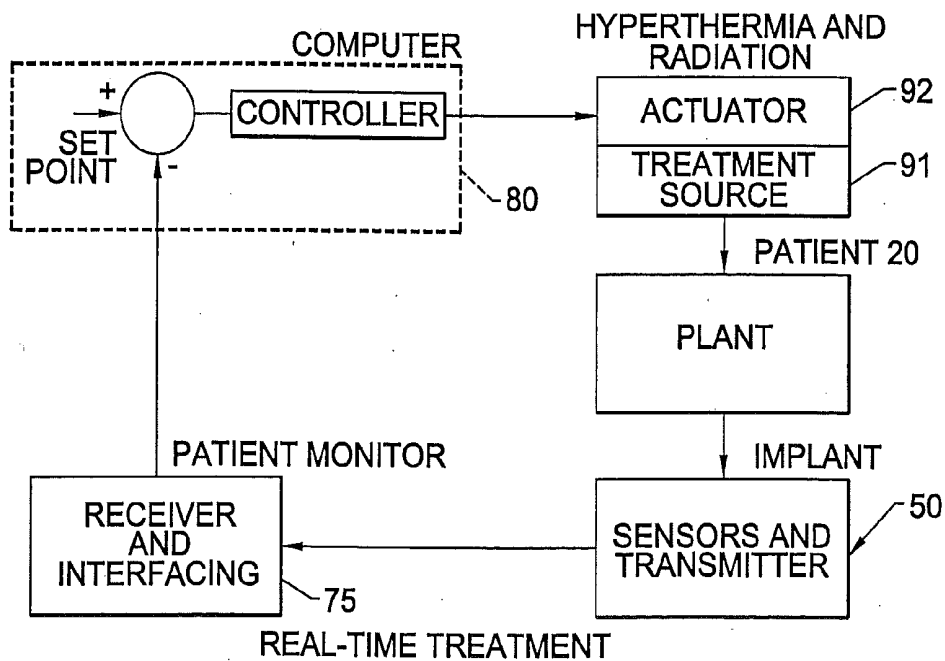 COMPUTER
HYPERTHERMIA AND
RADIATION
+
SET
POINT
-
CONTROLLER
80
ACTUATOR
92
TREATMENT
SOURCE
91
PATIENT 20
PLANT
IMPLANT
SENSORS AND
TRANSMITTER
50
PATIENT MONITOR
RECEIVER
AND
INTERFACING
75
REAL-TIME TREATMENT